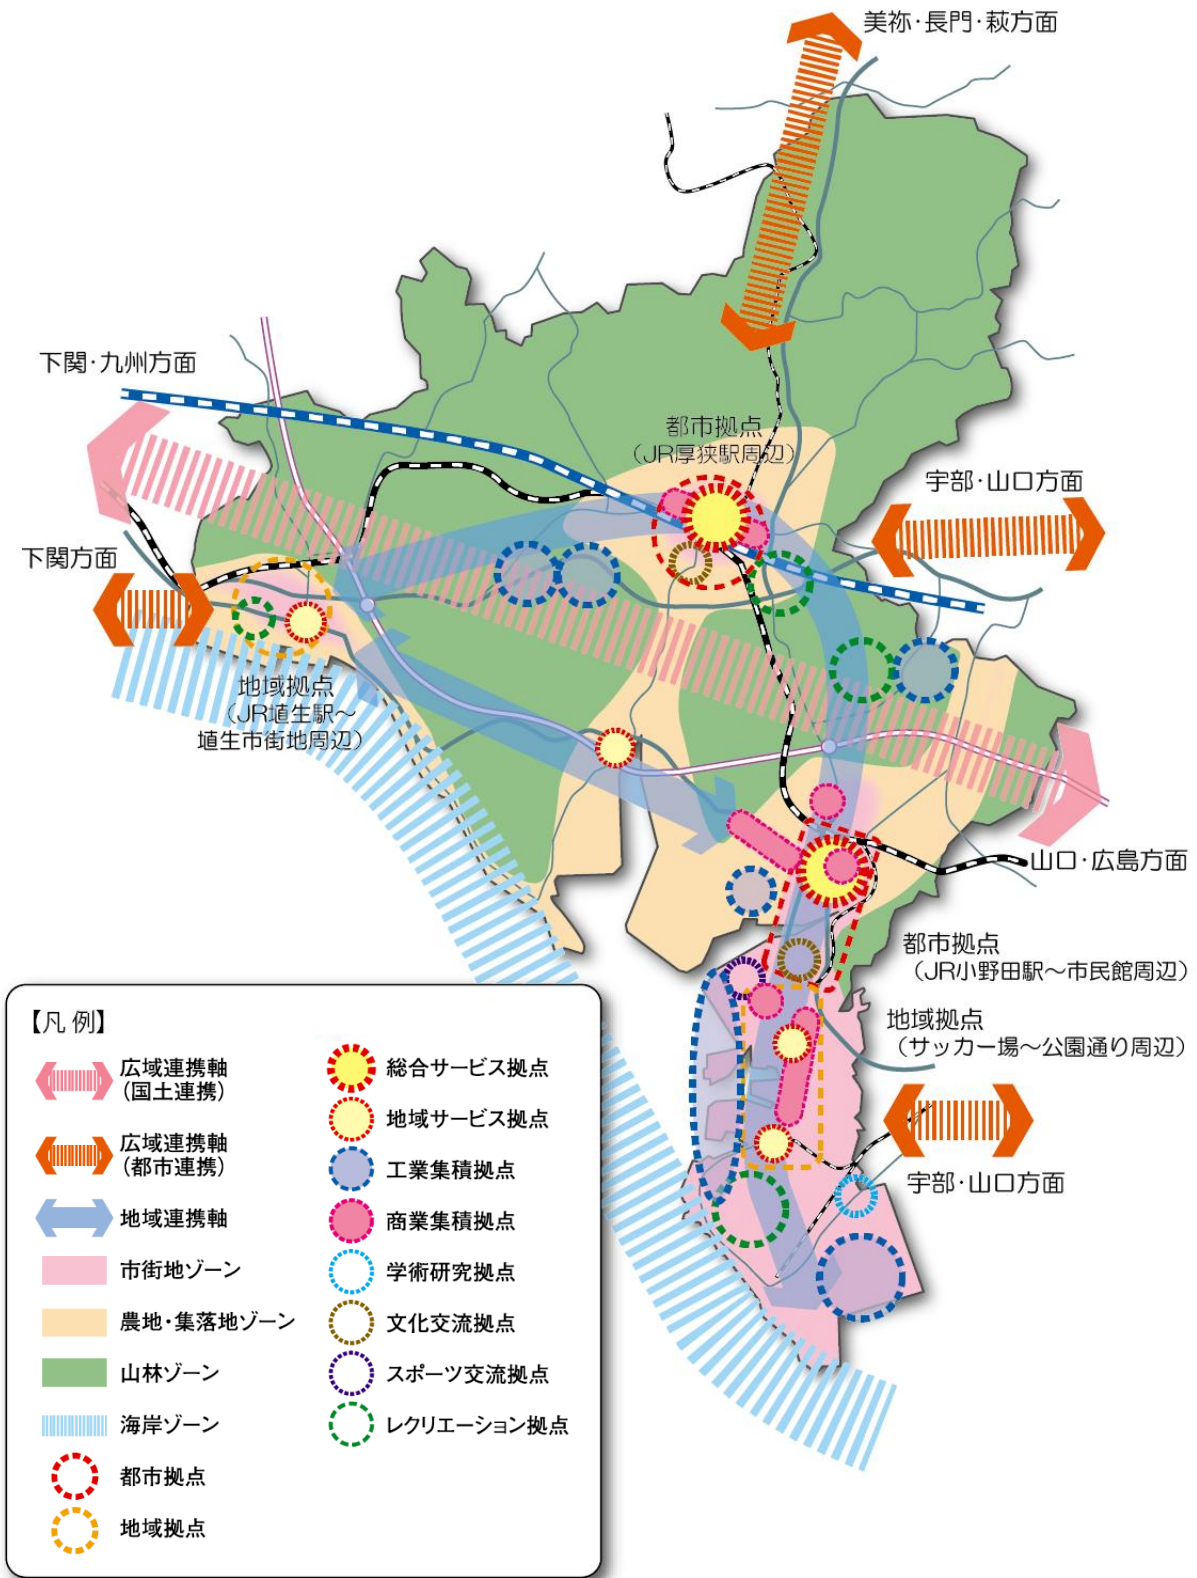 美祢・長門・萩方面
下関・九州方面
都市拠点
(JR厚狭駅周辺)
宇部・山口方面
下関方面
地域拠点
(JR埴生駅～
埴生市街地周辺)
山口・広島方面
都市拠点
(JR小野田駅～市民館周辺)
地域拠点
(サッカー場～公園通り周辺)
宇部・山口方面
【凡 例】
広域連携軸
(国土連携)
広域連携軸
(都市連携)
地域連携軸
市街地ゾーン
農地・集落地ゾーン
山林ゾーン
海岸ゾーン
都市拠点
地域拠点
総合サービス拠点
地域サービス拠点
工業集積拠点
商業集積拠点
学術研究拠点
文化交流拠点
スポーツ交流拠点
レクリエーション拠点